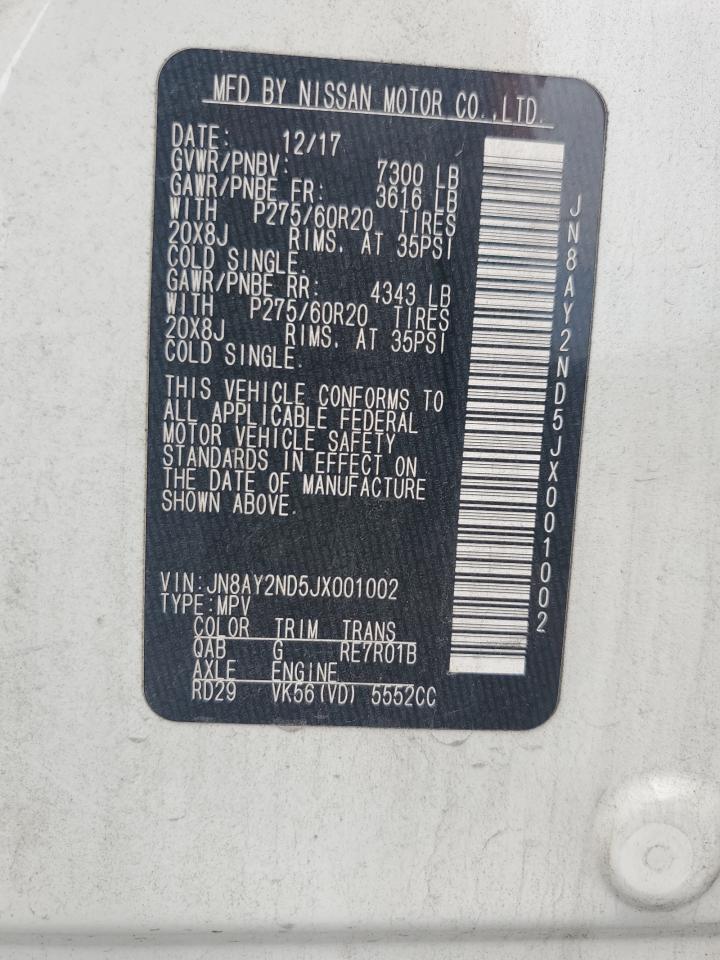 MFD BY NISSAN MOTOR CO.,LTD.
DATE: 12/17
GVWR/PNBV: 7300 LB
GAWR/PNBE FR: 3616 LB
WITH P275/60R20 TIRES
20X8J RIMS, AT 35PSI
COLD SINGLE.
GAWR/PNBE RR: 4343 LB
WITH P275/60R20 TIRES
20X8J RIMS, AT 35PSI
COLD SINGLE.
THIS VEHICLE CONFORMS TO
ALL APPLICABLE FEDERAL
MOTOR VEHICLE SAFETY
STANDARDS IN EFFECT ON
THE DATE OF MANUFACTURE
SHOWN ABOVE.
VIN:JN8AY2ND5JX001002
TYPE:MPV
COLOR TRIM TRANS
QAB G RE7R01B
AXLE ENGINE
RD29 VK56(VD) 5552CC
JN8AY2ND5JX001002